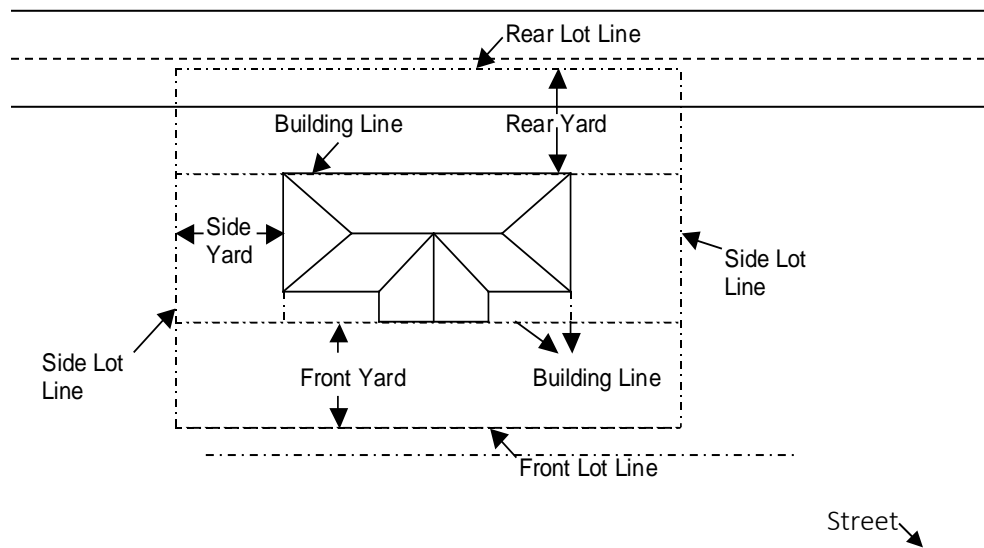 Rear Lot Line
Building Line
Rear Yard
Side
Yard
Side Lot
Line
Side Lot
Line
Front Yard
Building Line
Front Lot Line
Street